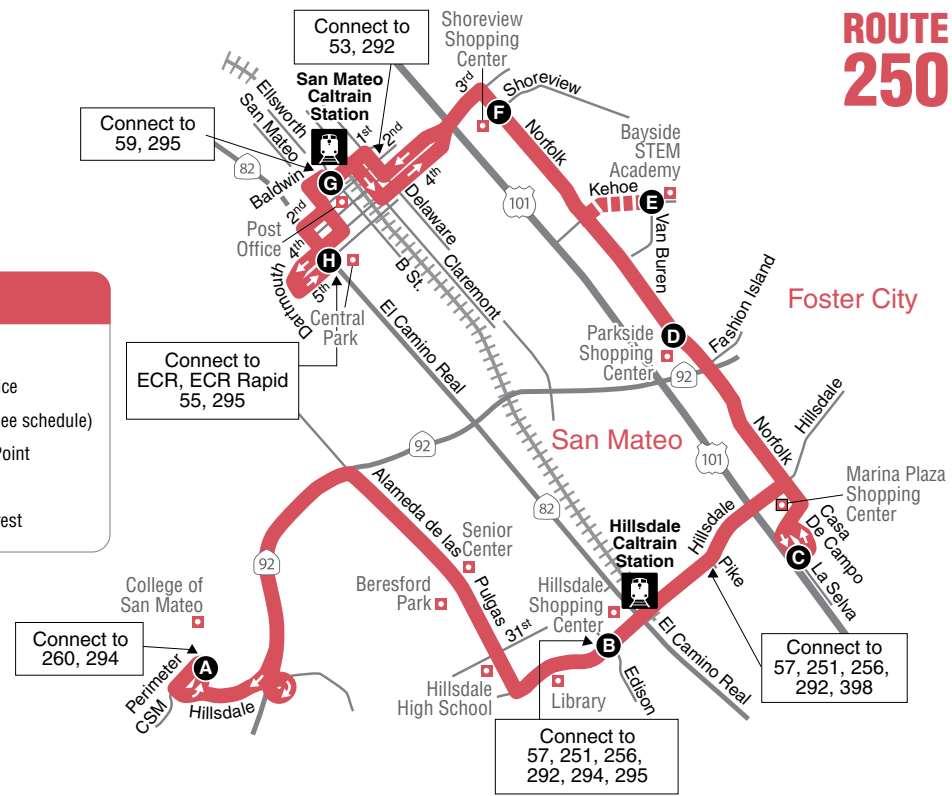 ROUTE
250
Connect to
53, 292
Shoreview
Shopping
Center
San Mateo
Caltrain
Station
Ellsworth
San Mateo
Connect to
59, 295
82
Baldwin
1st
2nd
3rd
4th
Shoreview
F
Norfolk
Bayside
STEM
Academy
Kehoe
E
Van Buren
101
G
2nd
Post
Office
4th
H
Dartmouth
5th
Central
Park
Delaware
B St.
Claremont
El Camino Real
Connect to
ECR, ECR Rapid
55, 295
Foster City
Fashion Island
Parkside
Shopping
Center
D
92
nce
ee schedule)
Point
rest
San Mateo
92
101
Norfolk
Hillsdale
Marina Plaza
Shopping
Center
Casa
De Campo
C
La Selva
82
Alameda de las
Pulgas
Senior
Center
Beresford
Park
Hillsdale
Caltrain
Station
Hillsdale
Pike
92
College of
San Mateo
Connect to
260, 294
A
Perimeter
CSM
Hillsdale
31st
Hillsdale
Shopping
Center
B
Hillsdale
High School
Library
Edison
El Camino Real
Connect to
57, 251, 256,
292, 398
Connect to
57, 251, 256,
292, 294, 295